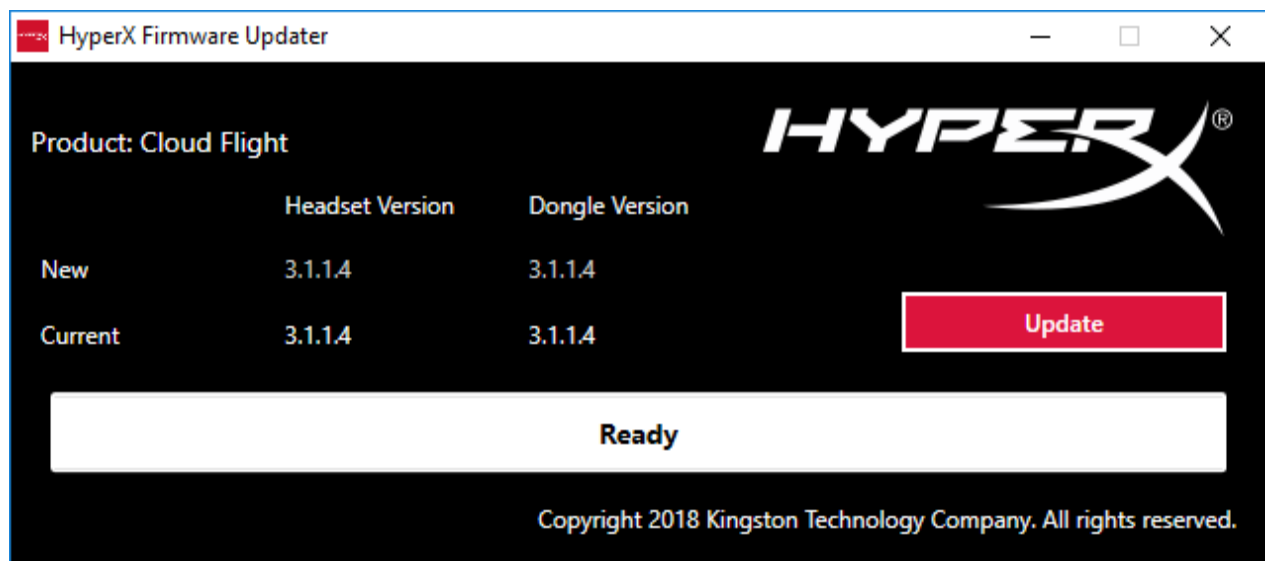 HyperX Firmware Updater
HYPERX®
Product: Cloud Flight
Headset Version Dongle Version
New 3.1.1.4 3.1.1.4
Current 3.1.1.4 3.1.1.4
Update
Ready
Copyright 2018 Kingston Technology Company. All rights reserved.